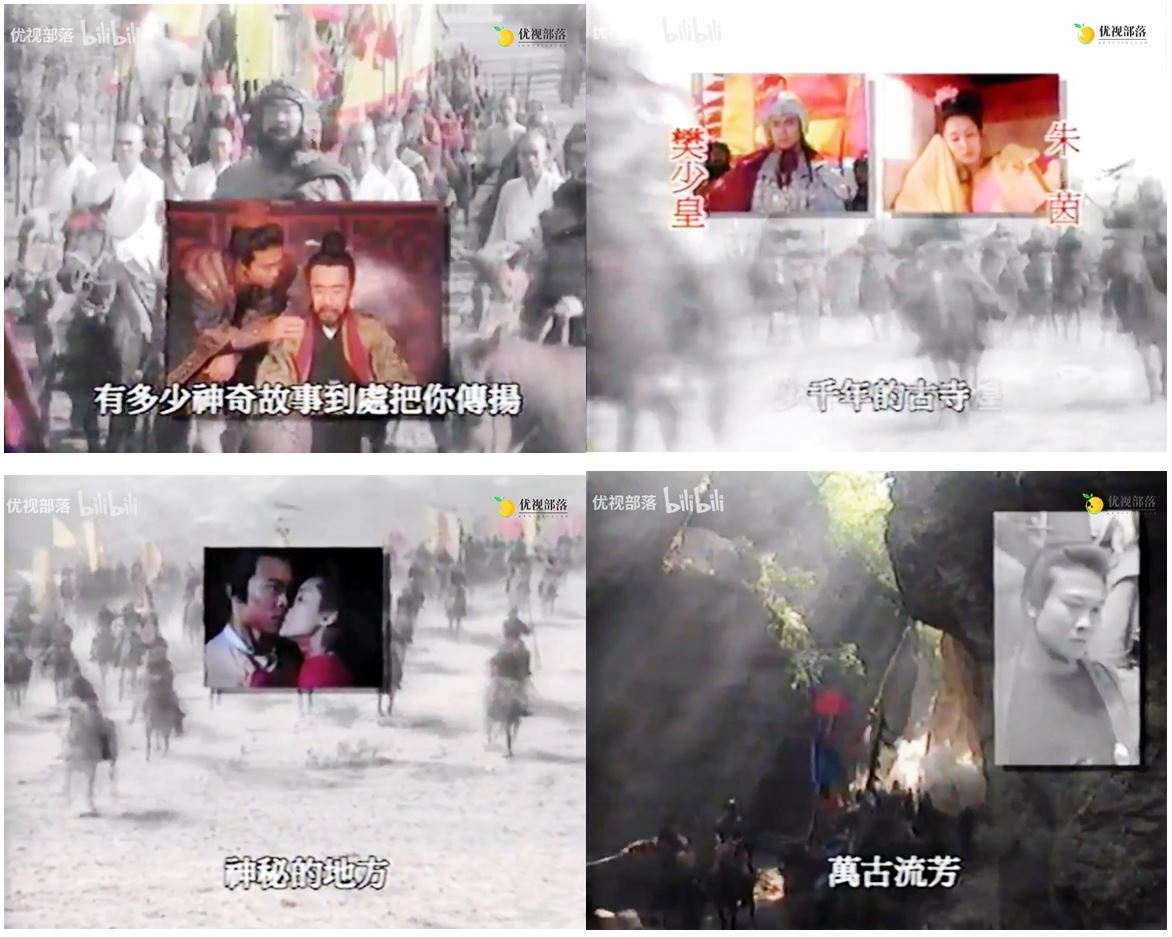 优视部落 bilibili
优视部落
有多少神奇故事到處把你傳揚
bilibili
优视部落
樊少皇
朱茵
千年的古寺
优视部落 bilibili
优视部落
神秘的地方
优视部落 bilibili
优视部落
萬古流芳